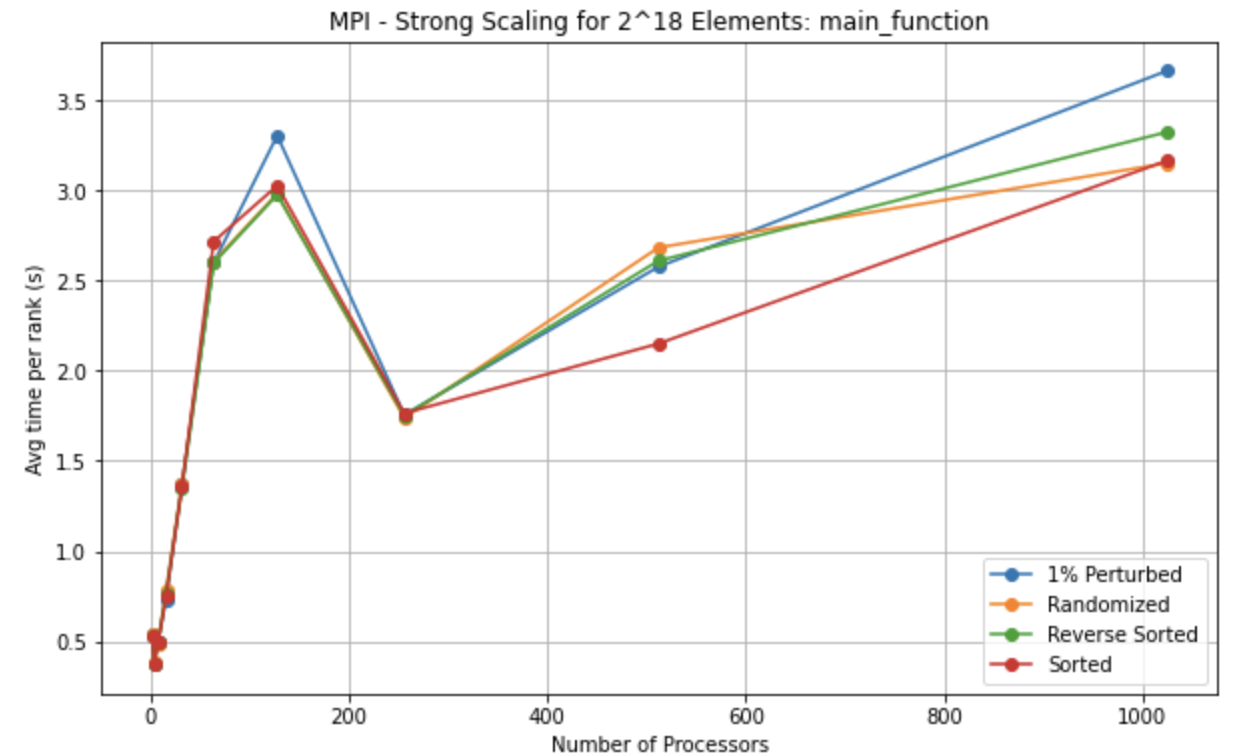 MPI - Strong Scaling for 2^18 Elements: main_function
Avg time per rank (s)
3.5
3.0
2.5
2.0
1.5
1.0
0.5
1% Perturbed
Randomized
Reverse Sorted
Sorted
0 200 400 600 800 1000
Number of Processors